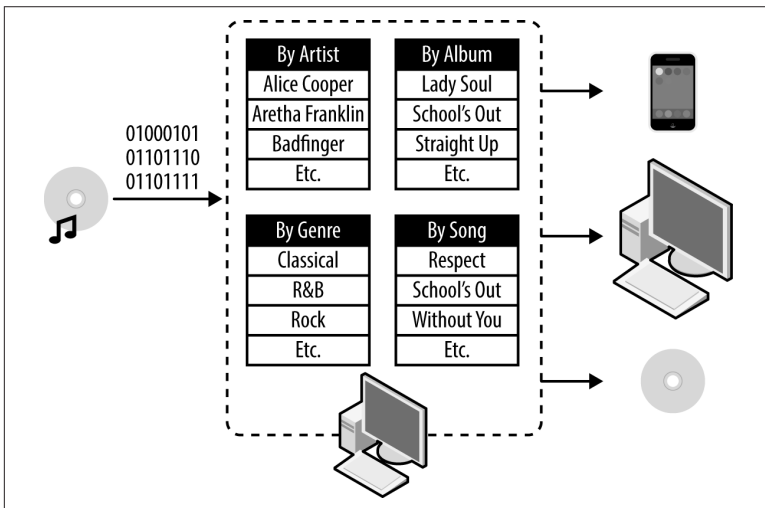 01000101
01101110
01101111
By Artist
Alice Cooper
Aretha Franklin
Badfinger
Etc.
By Album
Lady Soul
School’s Out
Straight Up
Etc.
By Genre
Classical
R&B
Rock
Etc.
By Song
Respect
School’s Out
Without You
Etc.